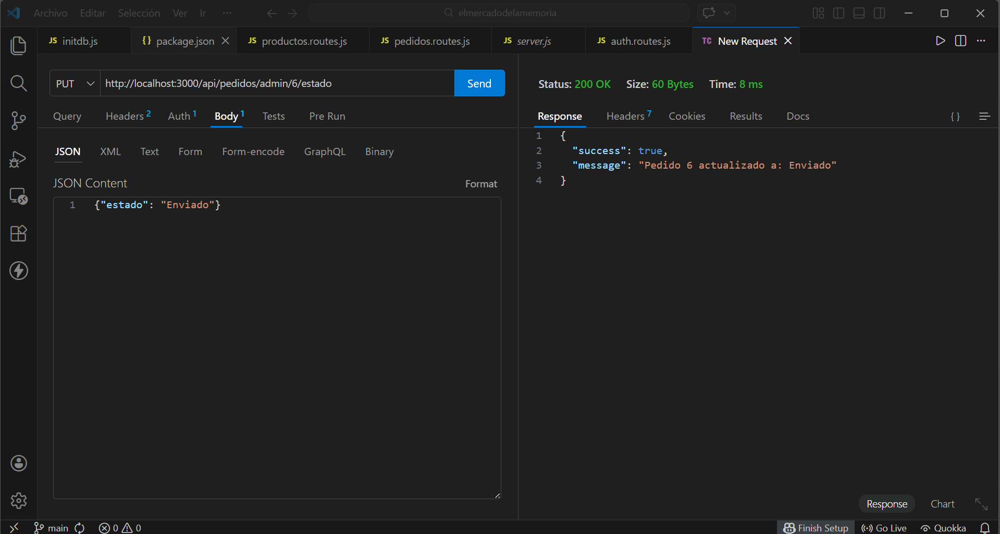 Archivo Editar Selección Ver Ir ··· elmercadodelamemoria
JS initdb.js {} package.json JS productos.routes.js JS pedidos.routes.js JS server.js JS auth.routes.js TC New Request
PUT http://localhost:3000/api/pedidos/admin/6/estado Send
Query Headers 2 Auth 1 Body 1 Tests Pre Run
JSON XML Text Form Form-encode GraphQL Binary
JSON Content Format
1 {"estado": "Enviado"}
Status: 200 OK Size: 60 Bytes Time: 8 ms
Response Headers 7 Cookies Results Docs {}
1 {
2 "success": true,
3 "message": "Pedido 6 actualizado a: Enviado"
4 }
Response Chart
main 0 0 Finish Setup Go Live Quokka